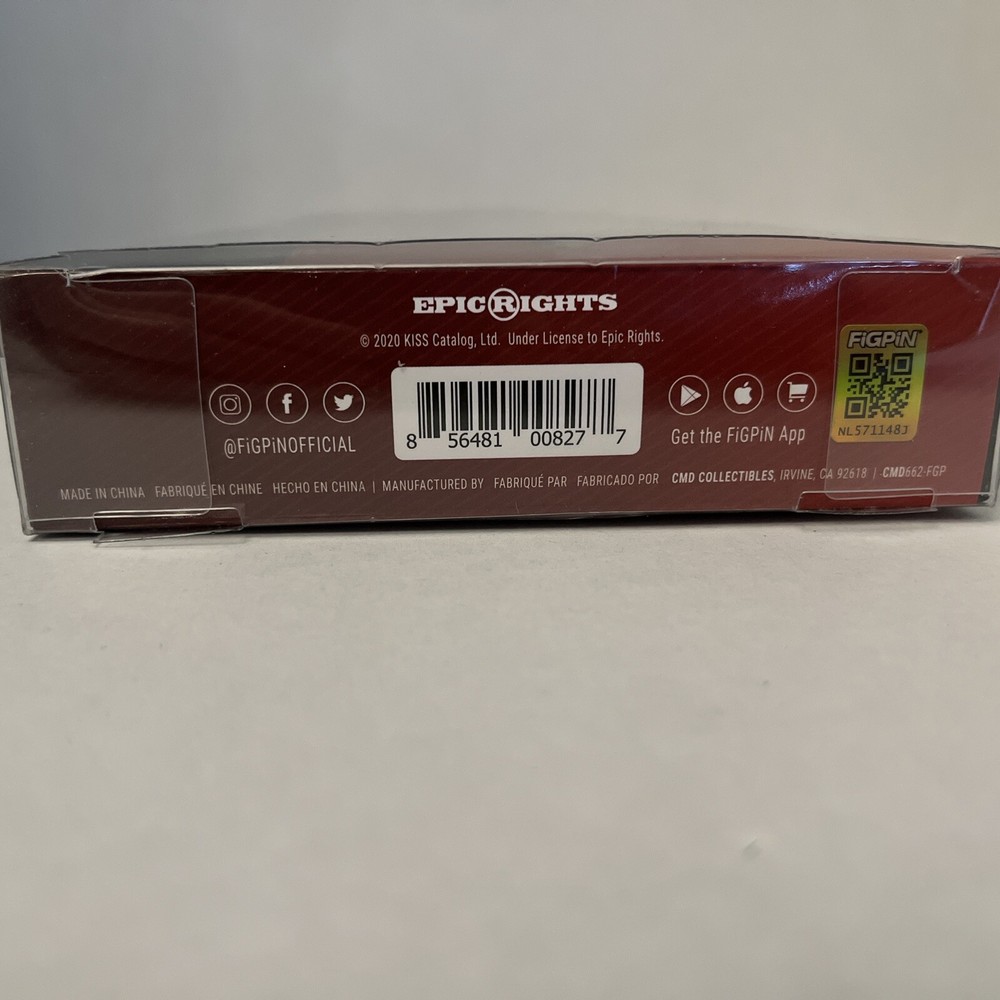 EPIC RIGHTS
© 2020 KISS Catalog, Ltd. Under License to Epic Rights.
FiGPiN
NL571148J
@FiGPiNOFFICIAL
8 56481 00827 7
Get the FiGPiN App
MADE IN CHINA FABRIQUÉ EN CHINE HECHO EN CHINA | MANUFACTURED BY FABRIQUÉ PAR FABRICADO POR CMD COLLECTIBLES, IRVINE, CA 92618 | CMD662-FGP